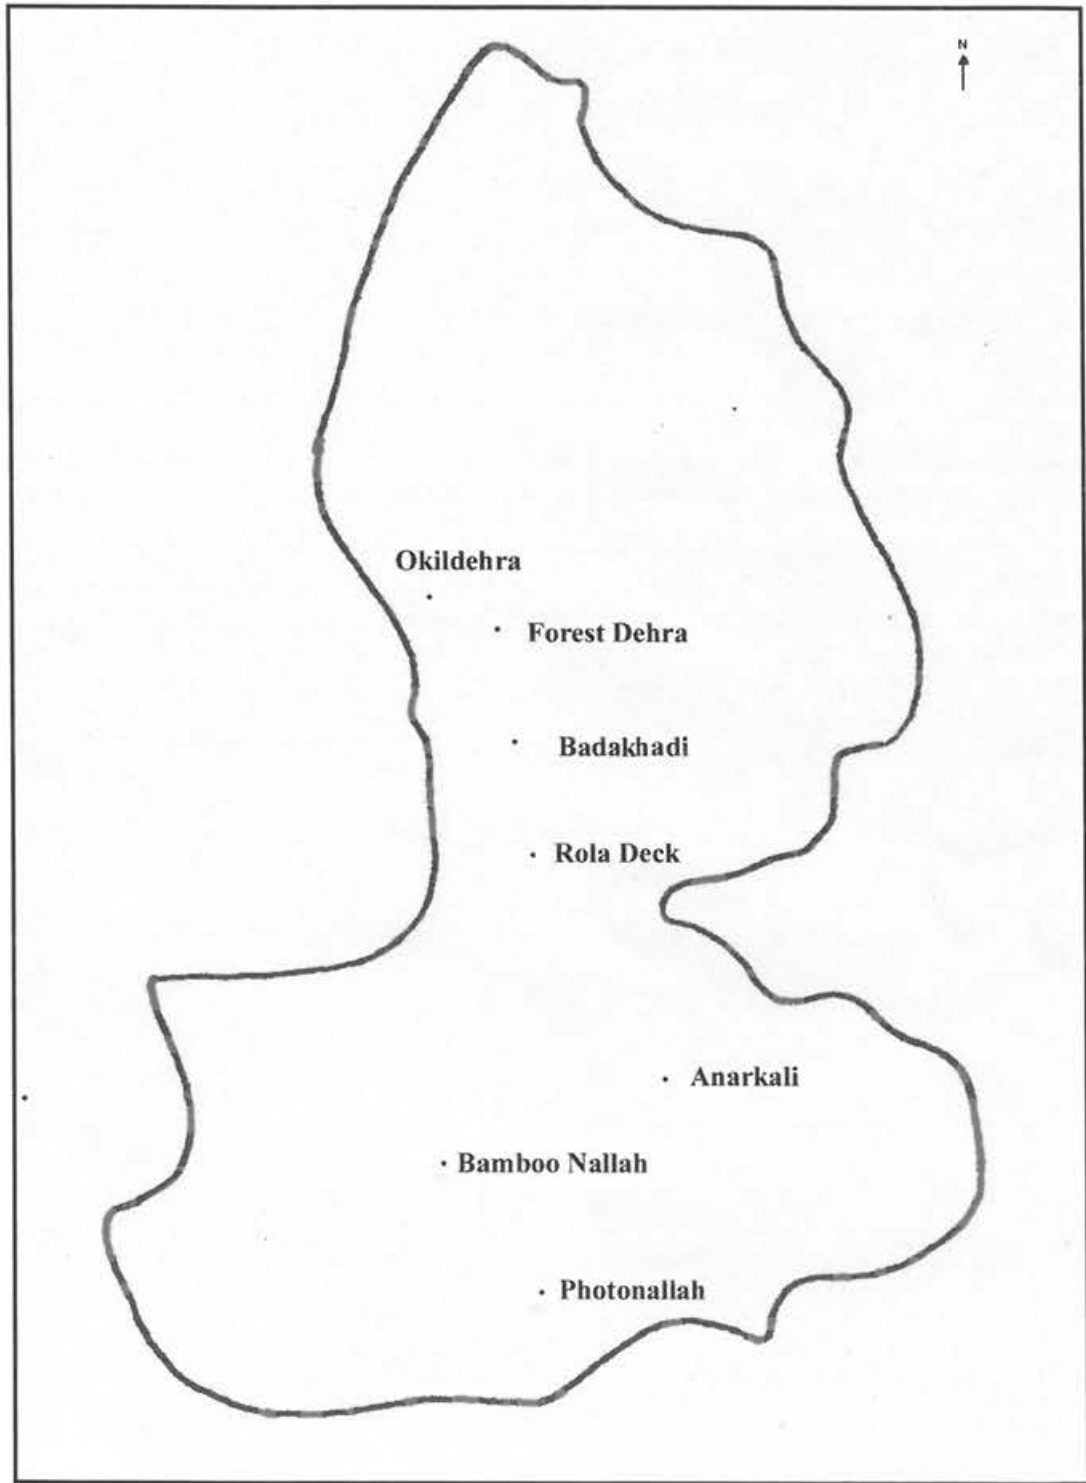 N
Okildehra
Forest Dehra
Badakhadi
Rola Deck
Anarkali
Bamboo Nallah
Photonallah